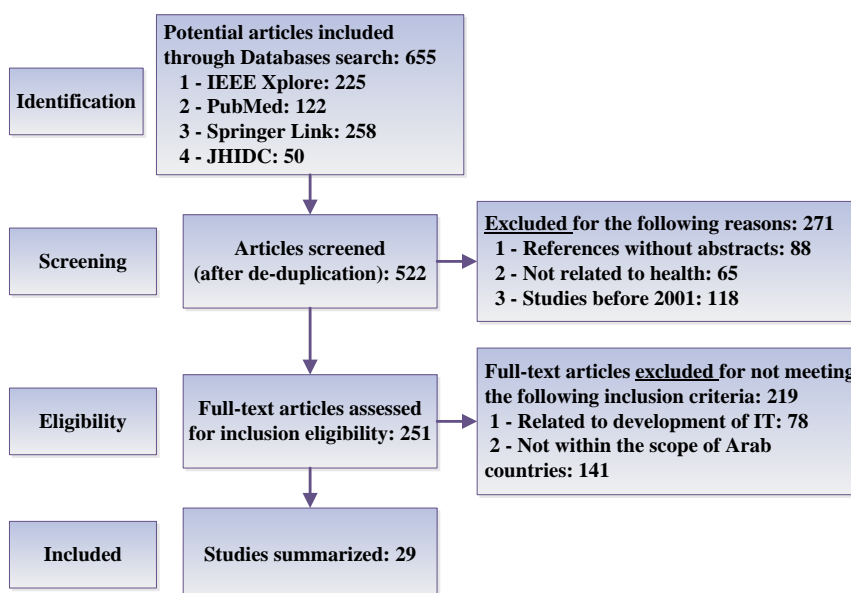 Identification
Potential articles included
through Databases search: 655
1 - IEEE Xplore: 225
2 - PubMed: 122
3 - Springer Link: 258
4 - JHIDC: 50
Screening
Articles screened
(after de-duplication): 522
Excluded for the following reasons: 271
1 - References without abstracts: 88
2 - Not related to health: 65
3 - Studies before 2001: 118
Eligibility
Full-text articles assessed
for inclusion eligibility: 251
Full-text articles excluded for not meeting
the following inclusion criteria: 219
1 - Related to development of IT: 78
2 - Not within the scope of Arab
countries: 141
Included
Studies summarized: 29